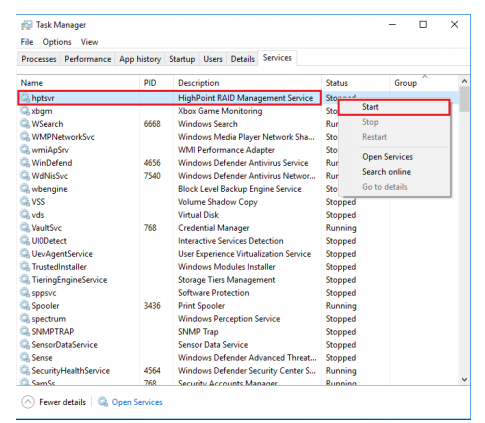 Task Manager
File Options View
Processes Performance App history Startup Users Details Services
Name PID Description Status Group
hptsvr HighPoint RAID Management Service Stopped
xbgm Xbox Game Monitoring Sto
WSearch 6668 Windows Search Run
WMPNetworkSvc Windows Media Player Network Sha... Sto
wmiApSrv WMI Performance Adapter Sto
WinDefend 4656 Windows Defender Antivirus Service Run
WdNisSvc 7540 Windows Defender Antivirus Networ... Run
wbengine Block Level Backup Engine Service Sto
VSS Volume Shadow Copy Stopped
vds Virtual Disk Stopped
VaultSvc 768 Credential Manager Running
UI0Detect Interactive Services Detection Stopped
UevAgentService User Experience Virtualization Service Stopped
TrustedInstaller Windows Modules Installer Stopped
TieringEngineService Storage Tiers Management Stopped
sppsvc Software Protection Stopped
Spooler 3436 Print Spooler Running
spectrum Windows Perception Service Stopped
SNMPTRAP SNMP Trap Stopped
SensorDataService Sensor Data Service Stopped
Sense Windows Defender Advanced Threat... Stopped
SecurityHealthService 4564 Windows Defender Security Center S... Running
SamSs 768 Security Accounts Manager Running
Start
Stop
Restart
Open Services
Search online
Go to details
Fewer details Open Services